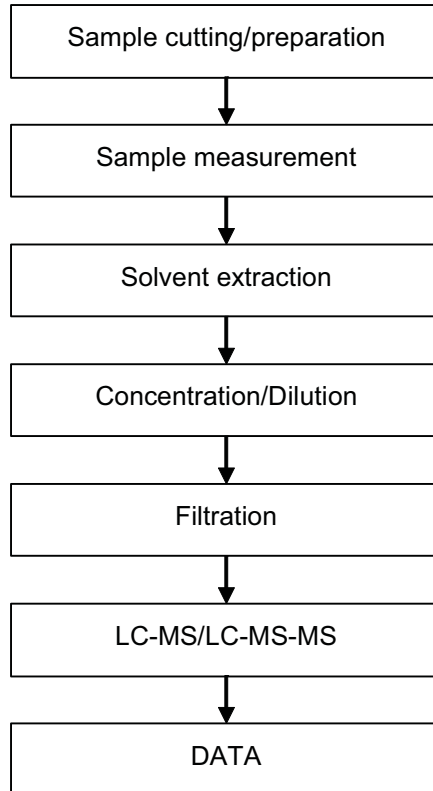 Sample cutting/preparation
Sample measurement
Solvent extraction
Concentration/Dilution
Filtration
LC-MS/LC-MS-MS
DATA